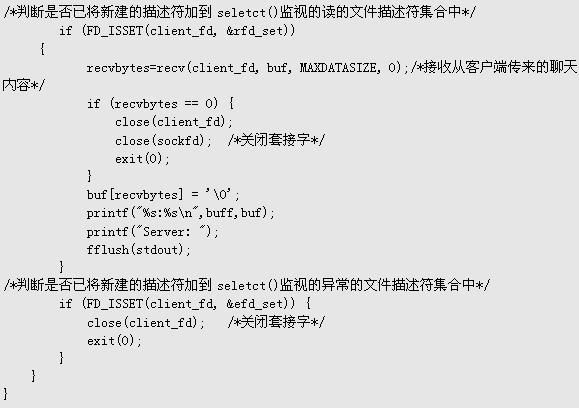 /*判断是否已将新建的描述符加到 seletct()监视的读的文件描述符集合中*/
if (FD_ISSET(client_fd, &rfd_set))
{
recvbytes=recv(client_fd, buf, MAXDATASIZE, 0);/*接收从客户端传来的聊天
内容*/
if (recvbytes == 0) {
close(client_fd);
close(sockfd); /*关闭套接字*/
exit(0);
}
buf[recvbytes] = '\0';
printf("%s:%s\n",buff,buf);
printf("Server: ");
fflush(stdout);
}
/*判断是否已将新建的描述符加到 seletct()监视的异常的文件描述符集合中*/
if (FD_ISSET(client_fd, &efd_set)) {
close(client_fd); /*关闭套接字*/
exit(0);
}
}
}